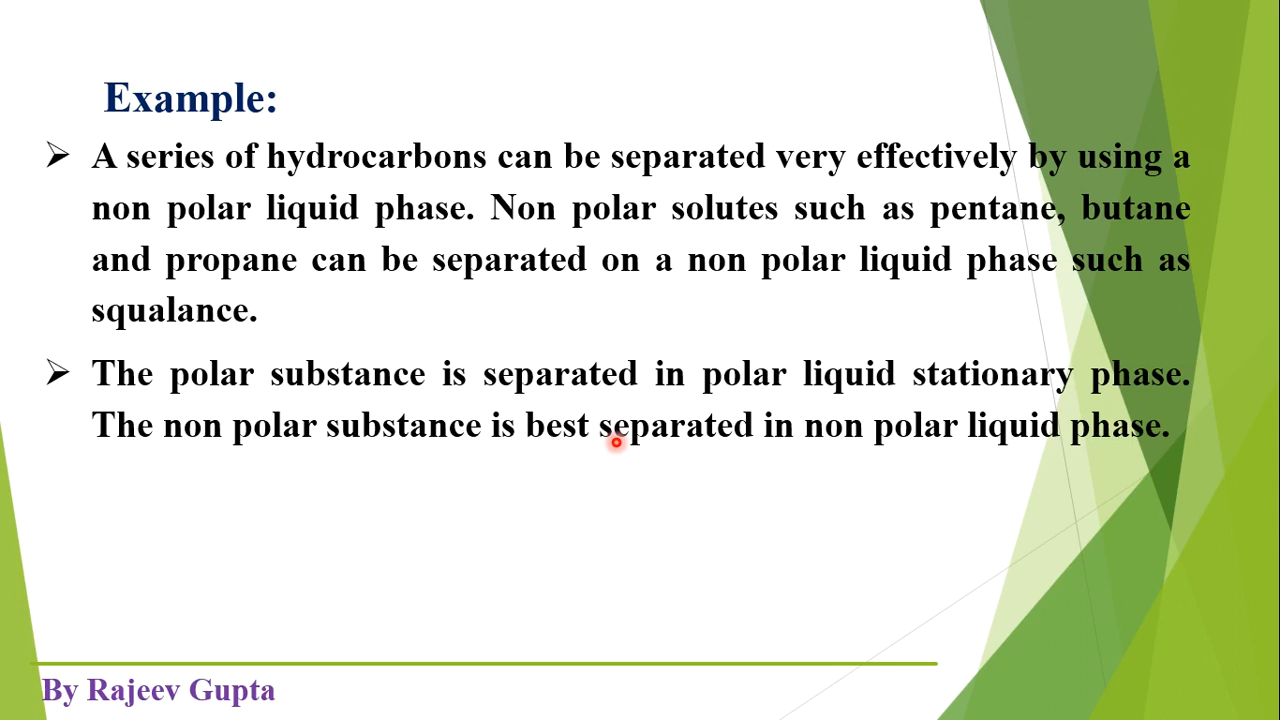 Example:
➢ A series of hydrocarbons can be separated very effectively by using a
non polar liquid phase. Non polar solutes such as pentane, butane
and propane can be separated on a non polar liquid phase such as
squalance.
➢ The polar substance is separated in polar liquid stationary phase.
The non polar substance is best separated in non polar liquid phase.
By Rajeev Gupta